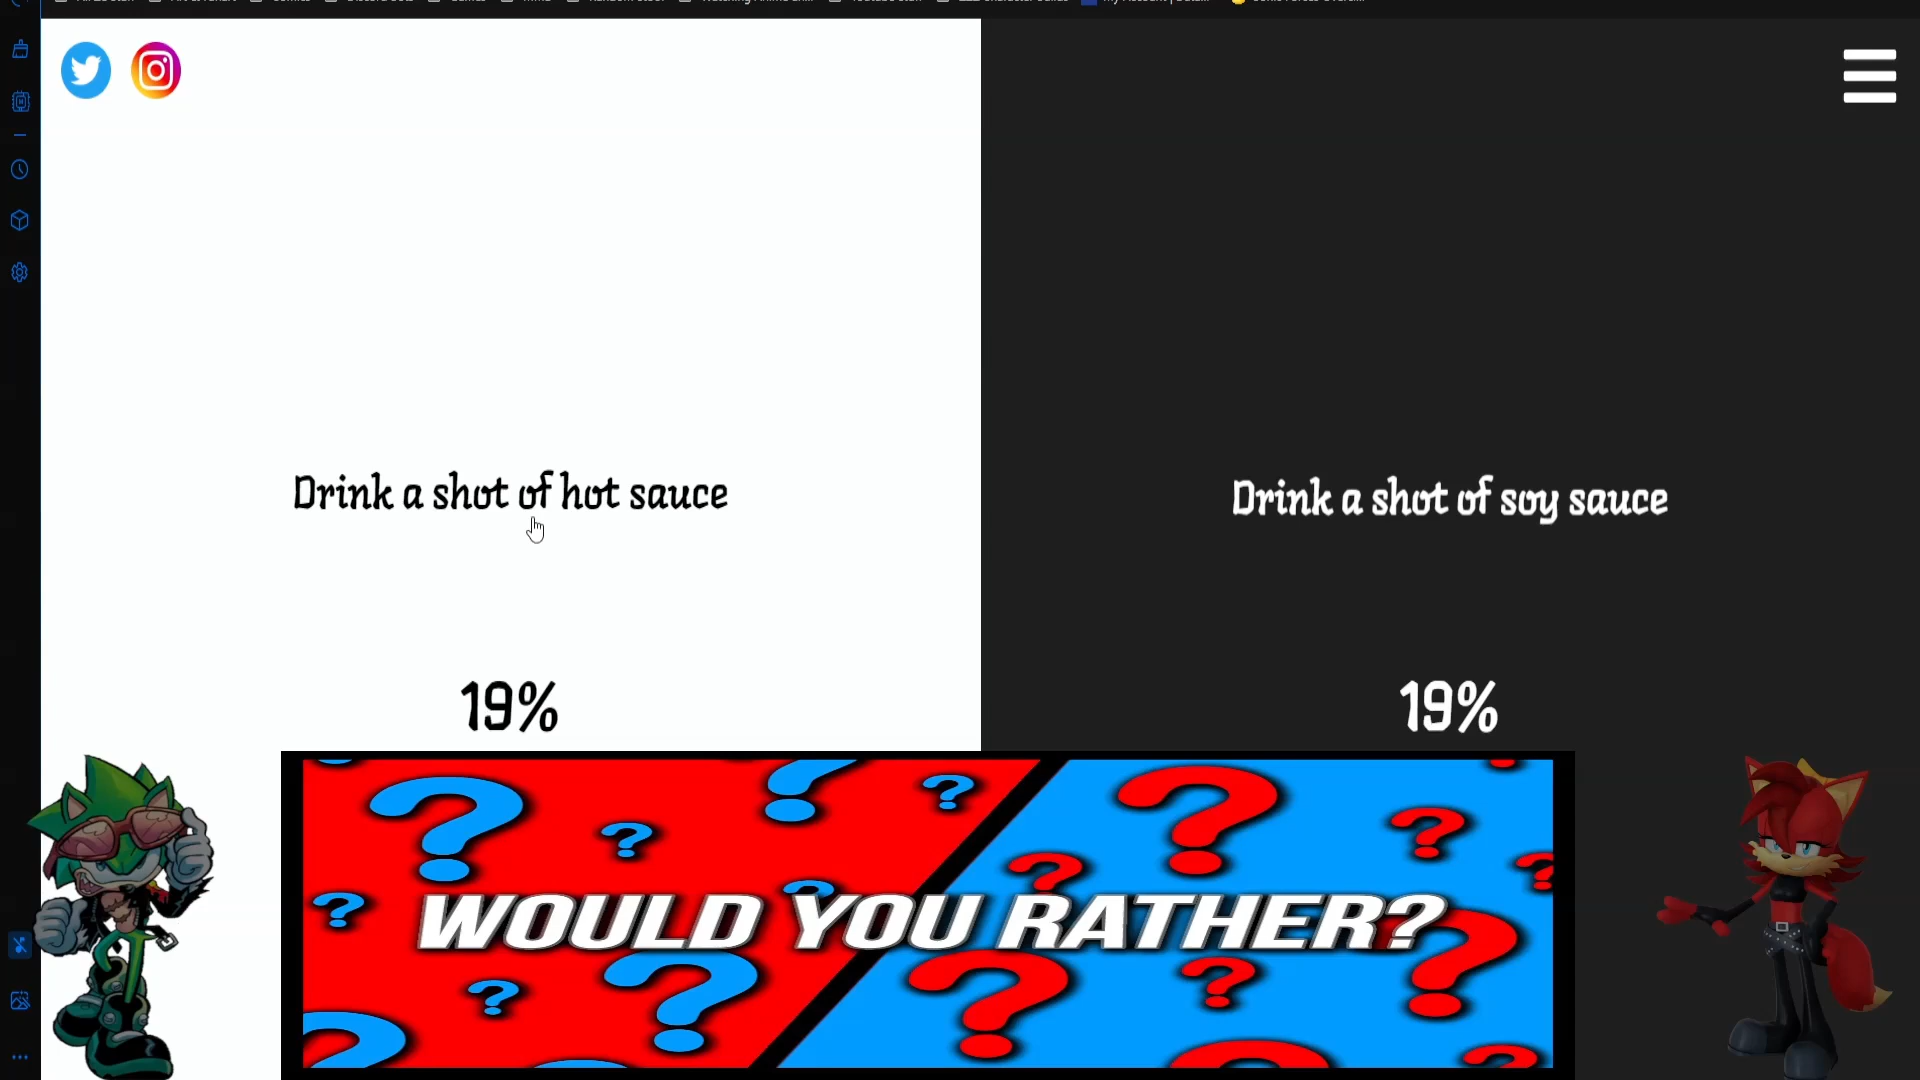 Drink a shot of hot sauce
Drink a shot of soy sauce
19%
19%
WOULD YOU RATHER?